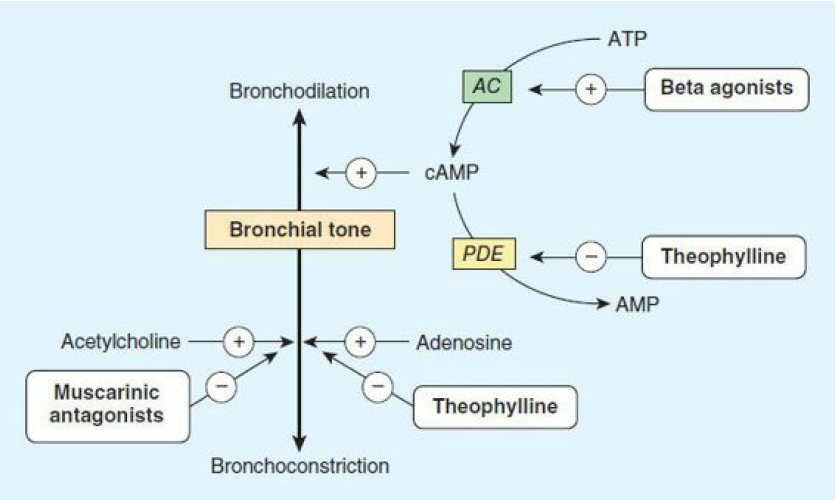 ATP
AC
+
Beta agonists
Bronchodilation
+
cAMP
Bronchial tone
PDE
−
Theophylline
AMP
Acetylcholine
+
+
Adenosine
Muscarinic
antagonists
−
−
Theophylline
Bronchoconstriction